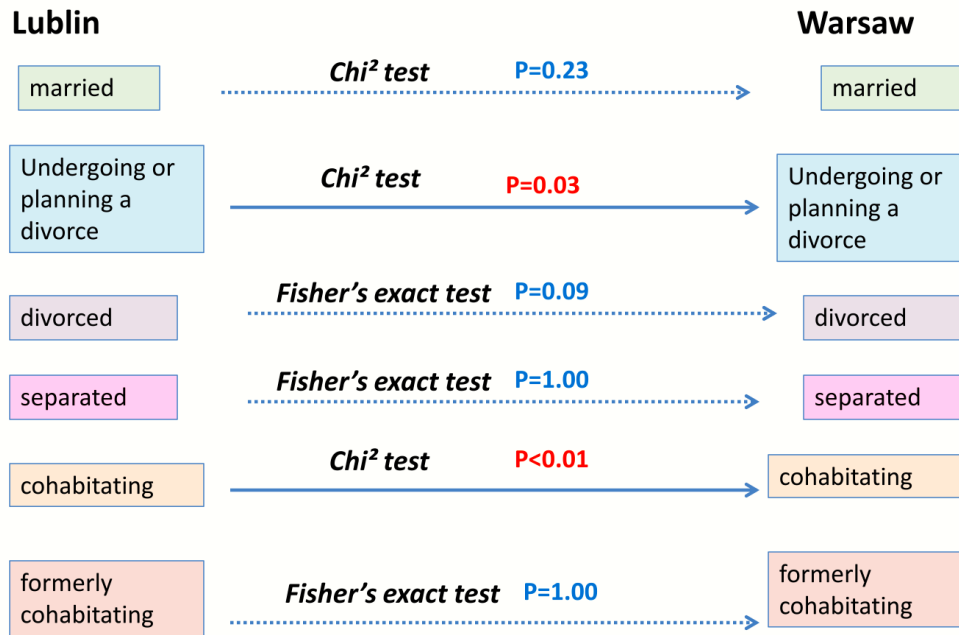 Lublin
Warsaw
married
Chi² test
P=0.23
married
Undergoing or
planning a
divorce
Chi² test
P=0.03
Undergoing or
planning a
divorce
divorced
Fisher’s exact test
P=0.09
divorced
separated
Fisher’s exact test
P=1.00
separated
cohabitating
Chi² test
P<0.01
cohabitating
formerly
cohabitating
Fisher’s exact test
P=1.00
formerly
cohabitating